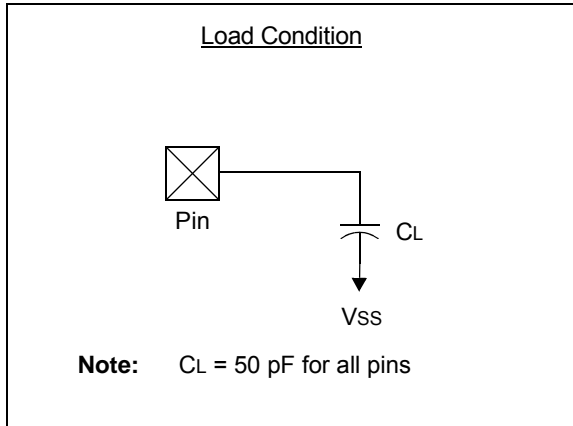 Load Condition
Pin
CL
VSS
Note: CL = 50 pF for all pins